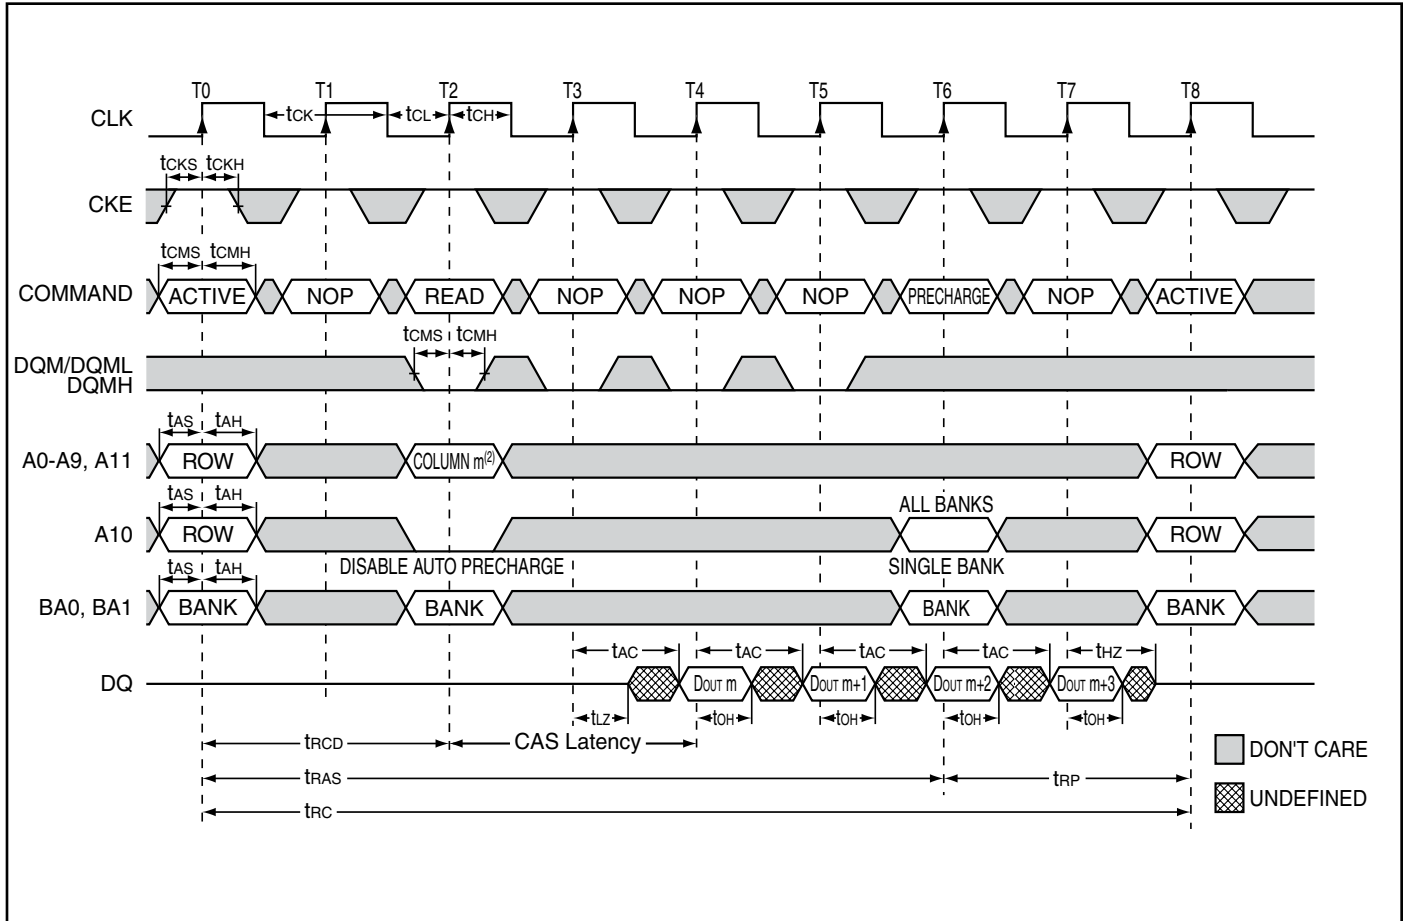 T0 T1 T2 T3 T4 T5 T6 T7 T8
CLK tCK tCL tCH
tCKS tCKH
CKE
tCMS tCMH
COMMAND ACTIVE NOP READ NOP NOP NOP PRECHARGE NOP ACTIVE
tCMS tCMH
DQM/DQML
DQMH
tAS tAH
A0-A9, A11 ROW COLUMN m(2) ROW
tAS tAH ALL BANKS
A10 ROW ROW
tAS tAH DISABLE AUTO PRECHARGE SINGLE BANK
BA0, BA1 BANK BANK BANK BANK
tAC tAC tAC tAC tHZ
DQ DOUT m DOUT m+1 DOUT m+2 DOUT m+3
tLZ tOH tOH tOH tOH
tRCD CAS Latency
DON'T CARE
tRAS tRP
UNDEFINED
tRC